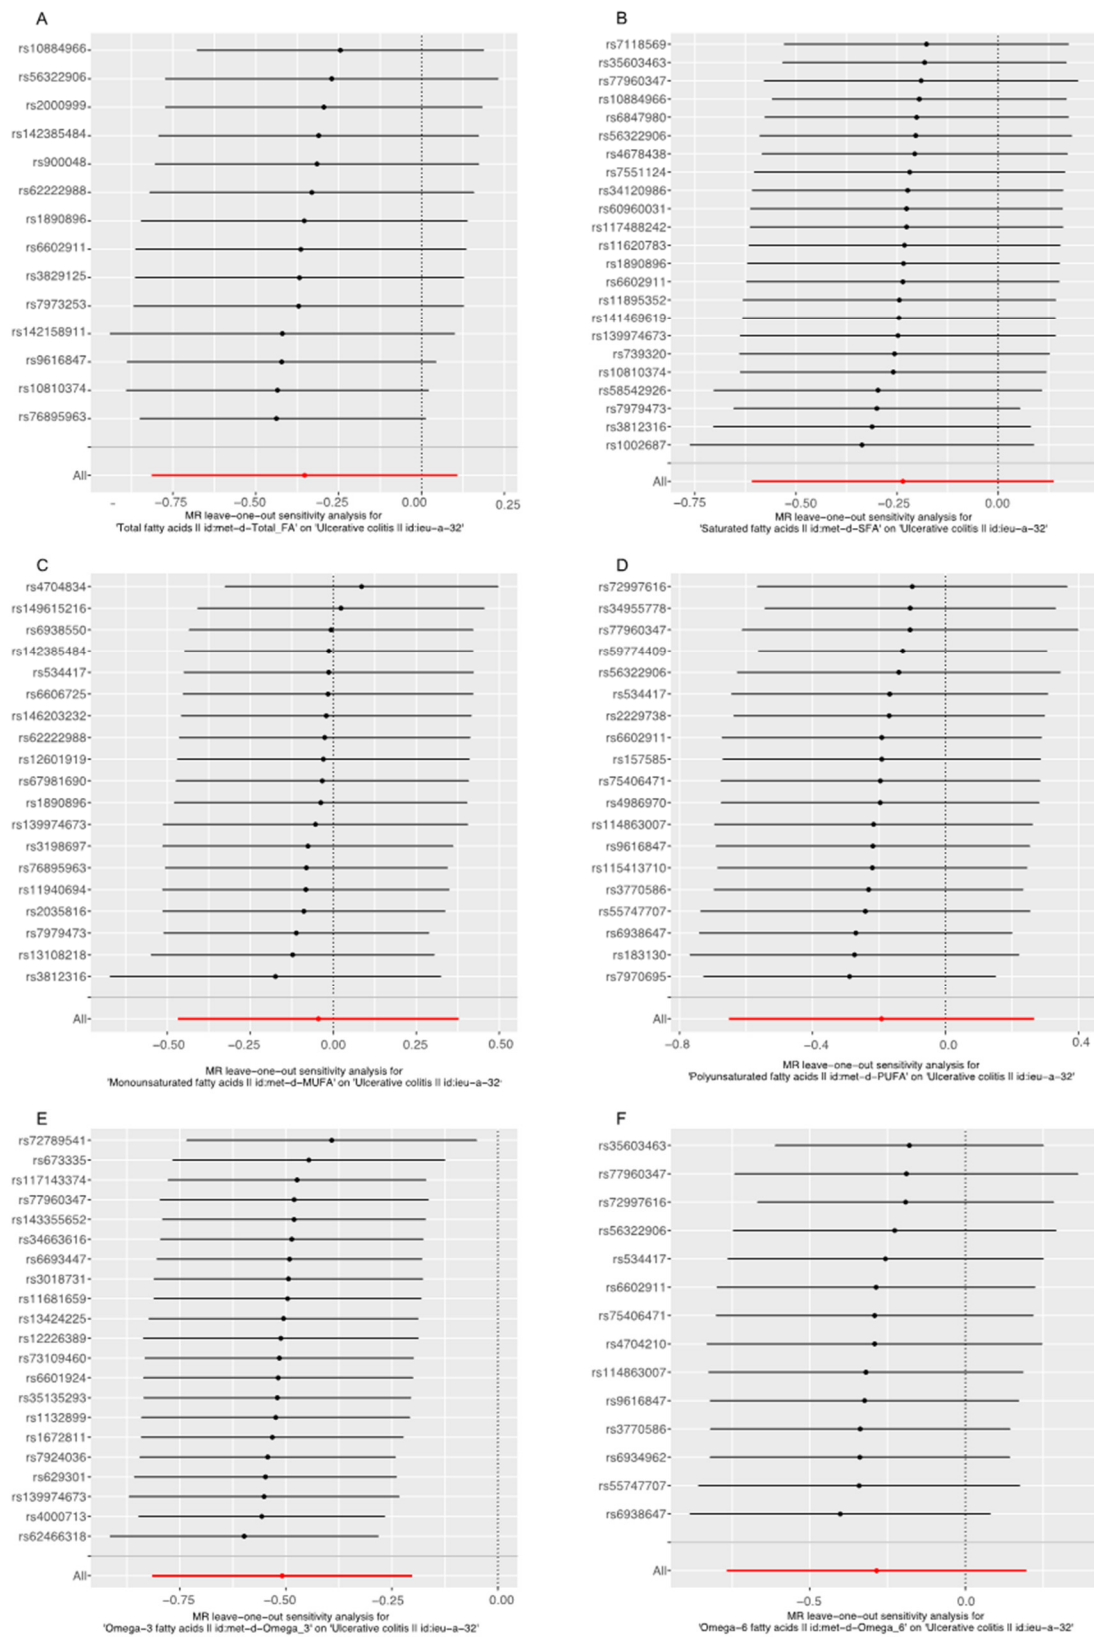 A
rs10884966
rs56322906
rs2000999
rs142385484
rs900048
rs62222988
rs1890896
rs6602911
rs3829125
rs7973253
rs142158911
rs9616847
rs10810374
rs76895963
All
−0.75 −0.50 −0.25 0.00 0.25
MR leave−one−out sensitivity analysis for
'Total fatty acids II id:met−d−Total_FA' on 'Ulcerative colitis II id:ieu−a−32'
B
rs7118569
rs35603463
rs77960347
rs10884966
rs6847980
rs56322906
rs4678438
rs7551124
rs34120986
rs60960031
rs117488242
rs11620783
rs1890896
rs6602911
rs11895352
rs141469619
rs139974673
rs739320
rs10810374
rs58542926
rs7979473
rs3812316
rs1002687
All
−0.75 −0.50 −0.25 0.00
MR leave−one−out sensitivity analysis for
'Saturated fatty acids II id:met−d−SFA' on 'Ulcerative colitis II id:ieu−a−32'
C
rs4704834
rs149615216
rs6938550
rs142385484
rs534417
rs6606725
rs146203232
rs62222988
rs12601919
rs67981690
rs1890896
rs139974673
rs3198697
rs76895963
rs11940694
rs2035816
rs7979473
rs13108218
rs3812316
All
−0.50 −0.25 0.00 0.25 0.50
MR leave−one−out sensitivity analysis for
'Monounsaturated fatty acids II id:met−d−MUFA' on 'Ulcerative colitis II id:ieu−a−32'
D
rs72997616
rs34955778
rs77960347
rs59774409
rs56322906
rs534417
rs2229738
rs6602911
rs157585
rs75406471
rs4986970
rs114863007
rs9616847
rs115413710
rs3770586
rs55747707
rs6938647
rs183130
rs7970695
All
−0.8 −0.4 0.0 0.4
MR leave−one−out sensitivity analysis for
'Polyunsaturated fatty acids II id:met−d−PUFA' on 'Ulcerative colitis II id:ieu−a−32'
E
rs72789541
rs673335
rs117143374
rs77960347
rs143355652
rs34663616
rs6693447
rs3018731
rs11681659
rs13424225
rs12226389
rs73109460
rs6601924
rs35135293
rs1132899
rs1672811
rs7924036
rs629301
rs139974673
rs4000713
rs62466318
All
−0.75 −0.50 −0.25 0.00
MR leave−one−out sensitivity analysis for
'Omega−3 fatty acids II id:met−d−Omega_3' on 'Ulcerative colitis II id:ieu−a−32'
F
rs35603463
rs77960347
rs72997616
rs56322906
rs534417
rs6602911
rs75406471
rs4704210
rs114863007
rs9616847
rs3770586
rs6934962
rs55747707
rs6938647
All
−0.5 0.0
MR leave−one−out sensitivity analysis for
'Omega−6 fatty acids II id:met−d−Omega_6' on 'Ulcerative colitis II id:ieu−a−32'